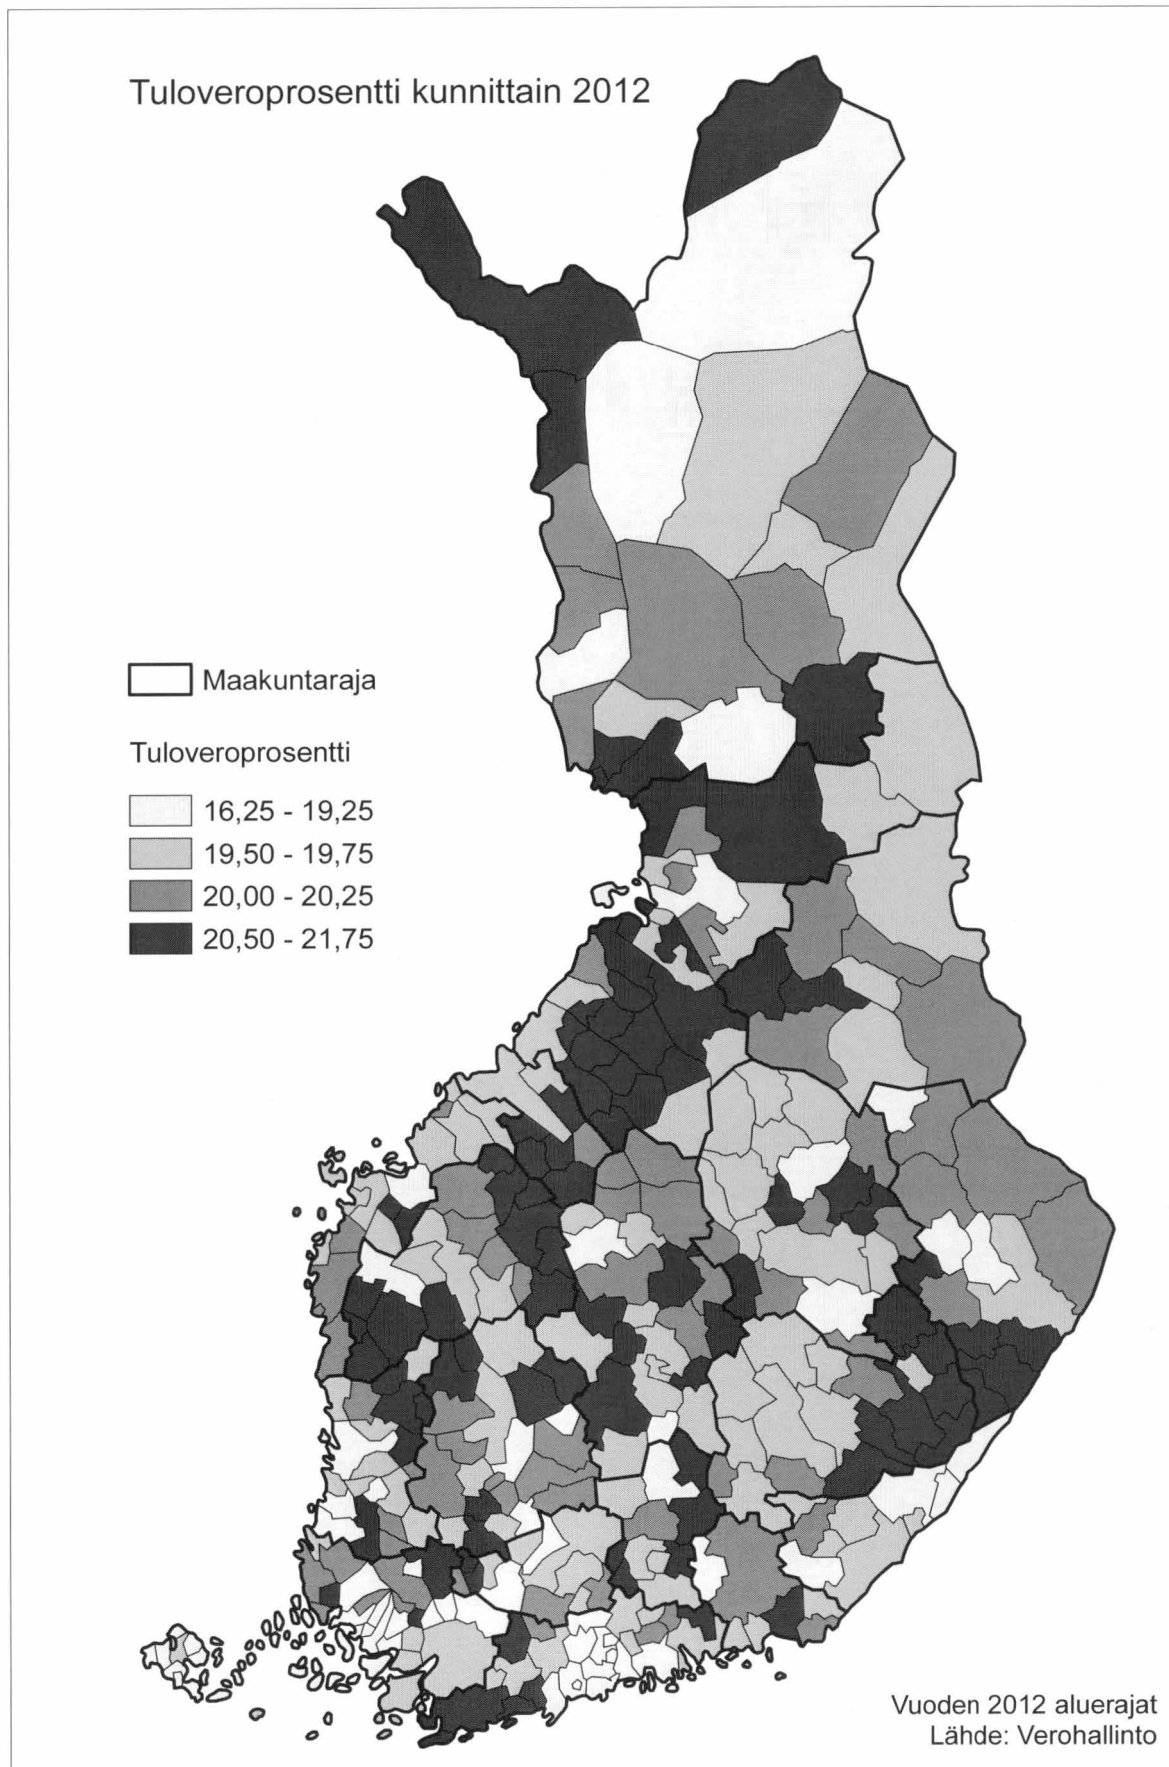 Tuloveroprosentti kunnittain 2012
Maakuntaraja
Tuloveroprosentti
16,25 - 19,25
19,50 - 19,75
20,00 - 20,25
20,50 - 21,75
Vuoden 2012 aluerajat
Lähde: Verohallinto